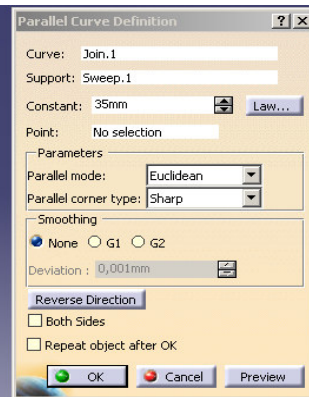 Parallel Curve Definition ? X
Curve: Join.1
Support: Sweep.1
Constant: 35mm Law...
Point: No selection
Parameters
Parallel mode: Euclidean
Parallel corner type: Sharp
Smoothing
None G1 G2
Deviation : 0,001mm
Reverse Direction
Both Sides
Repeat object after OK
OK Cancel Preview